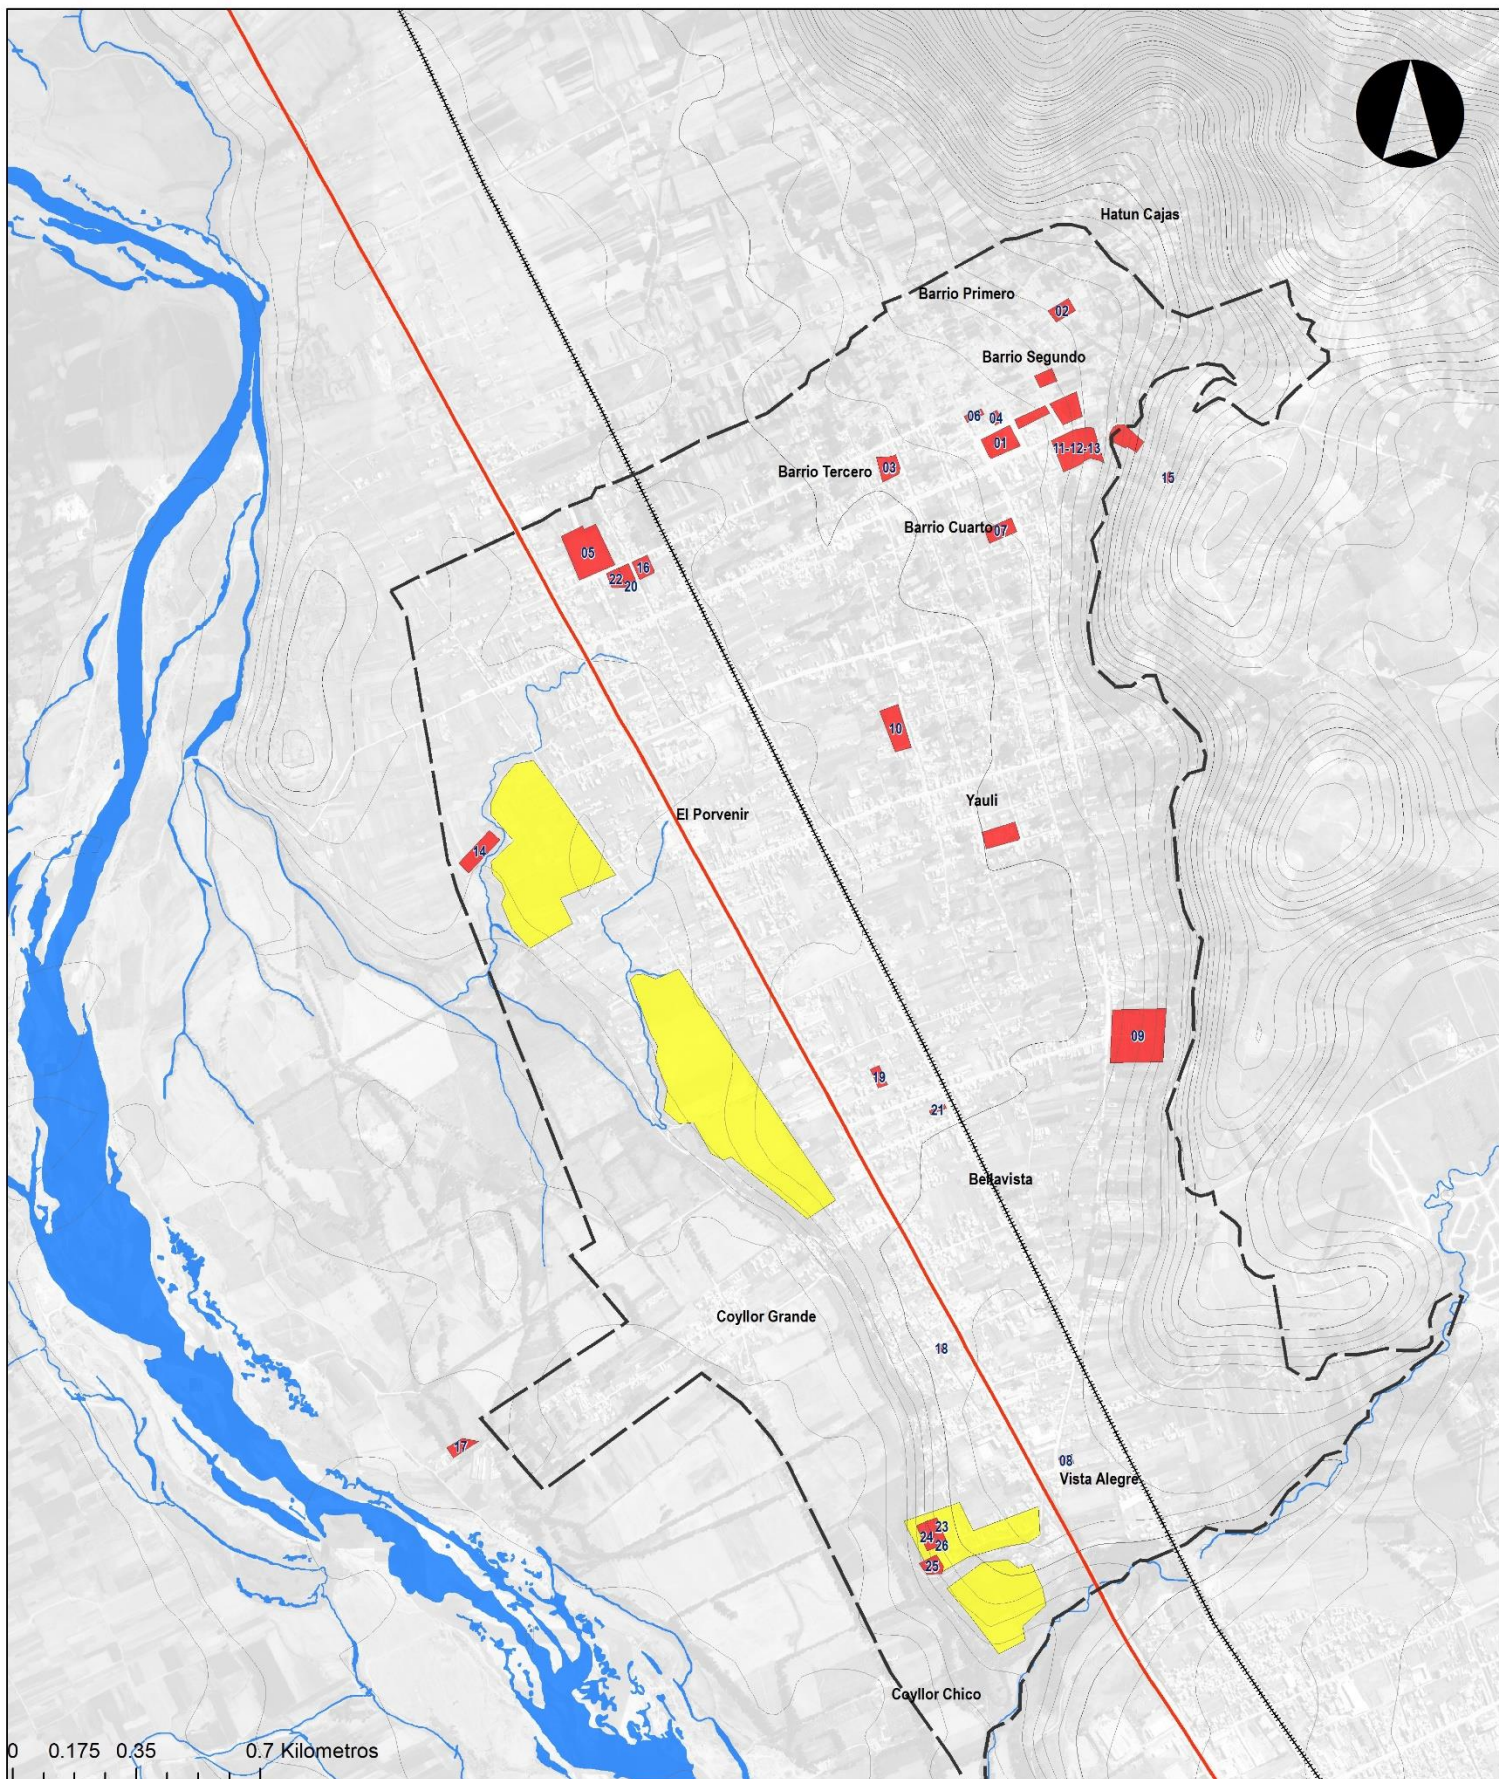 Hatun Cajas
Barrio Primero
02
Barrio Segundo
06
04
01
11-12-13
Barrio Tercero
03
15
Barrio Cuarto
07
05
16
22
20
10
Yauli
El Porvenir
14
09
19
21
Bellavista
Coyllor Grande
18
17
08
Vista Alegre
23
24
26
25
Coyllor Chico
0 0.175 0.35 0.7 Kilometros